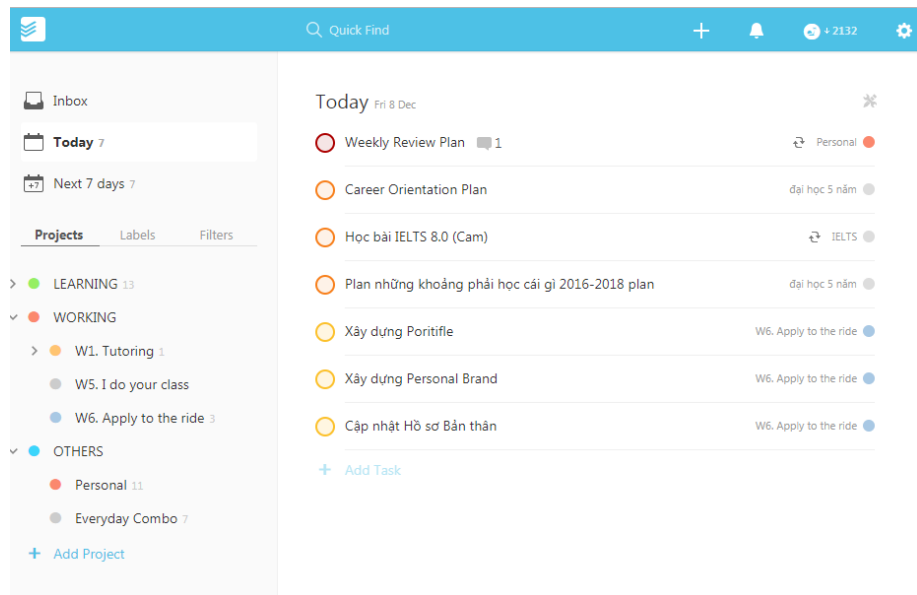 Quick Find
2132
Inbox
Today 7
+7 Next 7 days 7
Projects Labels Filters
LEARNING 13
WORKING
W1. Tutoring 1
W5. I do your class
W6. Apply to the ride 3
OTHERS
Personal 11
Everyday Combo 7
+ Add Project
Today Fri 8 Dec
Weekly Review Plan 1 Personal
Career Orientation Plan đại học 5 năm
Học bài IELTS 8.0 (Cam) IELTS
Plan những khoảng phải học cái gì 2016-2018 plan đại học 5 năm
Xây dựng Poritifle W6. Apply to the ride
Xây dựng Personal Brand W6. Apply to the ride
Cập nhật Hồ sơ Bản thân W6. Apply to the ride
+ Add Task